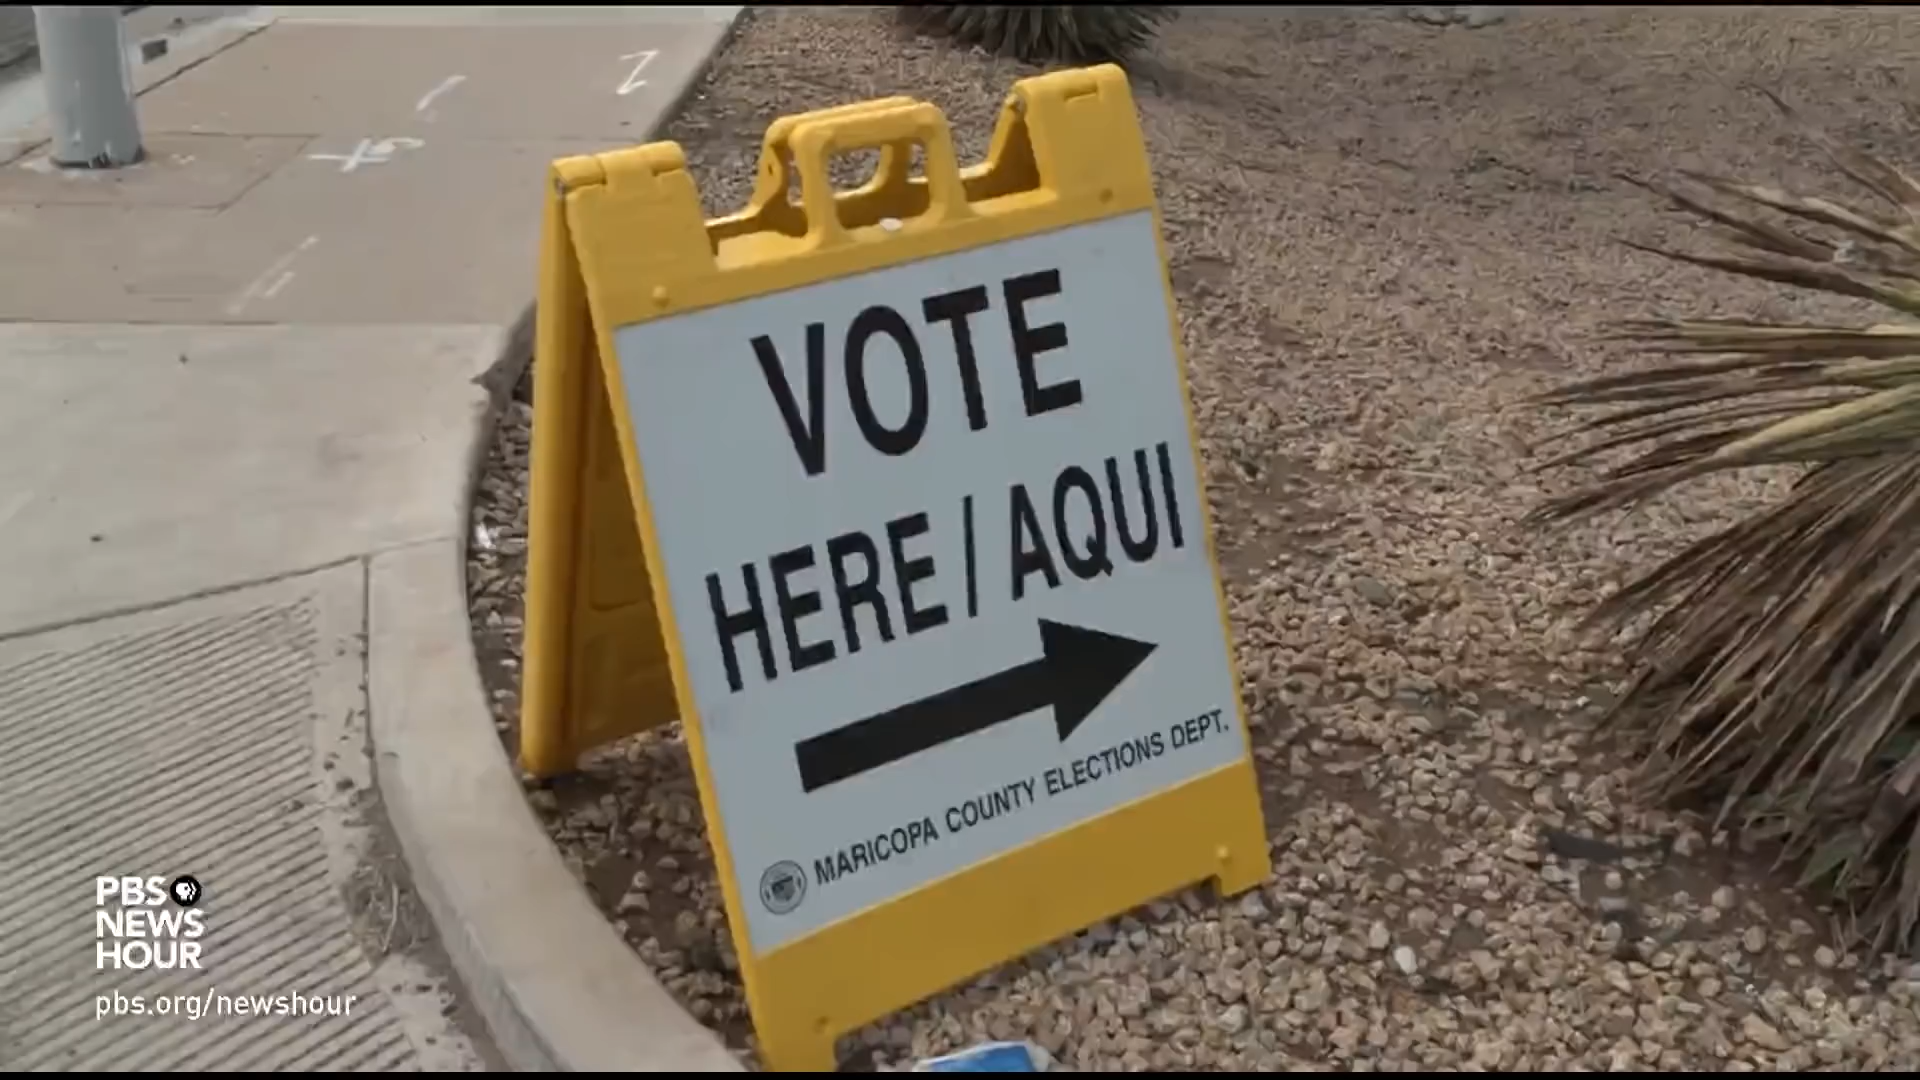 VOTE
HERE / AQUI
MARICOPA COUNTY ELECTIONS DEPT.
PBS
NEWS
HOUR
pbs.org/newshour